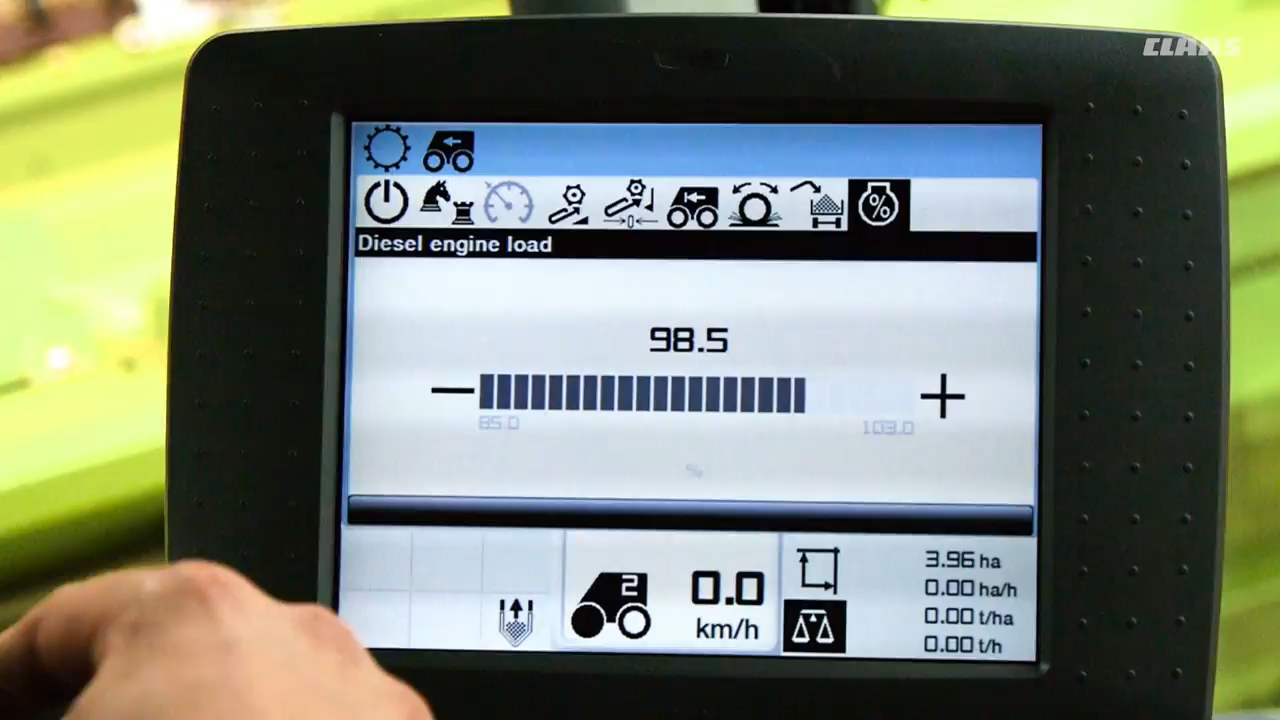 CLAAS
Diesel engine load
98.5
85.0
103.0
%
2
0.0
km/h
3.96 ha
0.00 ha/h
0.00 t/ha
0.00 t/h